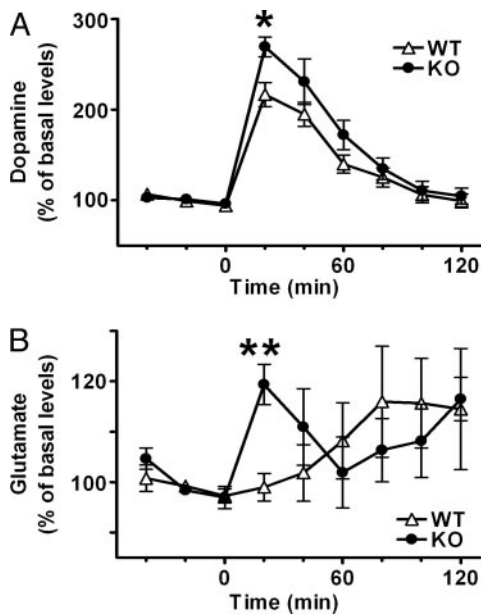 A
*
300
200
100
Dopamine
(% of basal levels)
WT
KO
0
60
120
Time (min)
B
**
120
100
Glutamate
(% of basal levels)
WT
KO
0
60
120
Time (min)